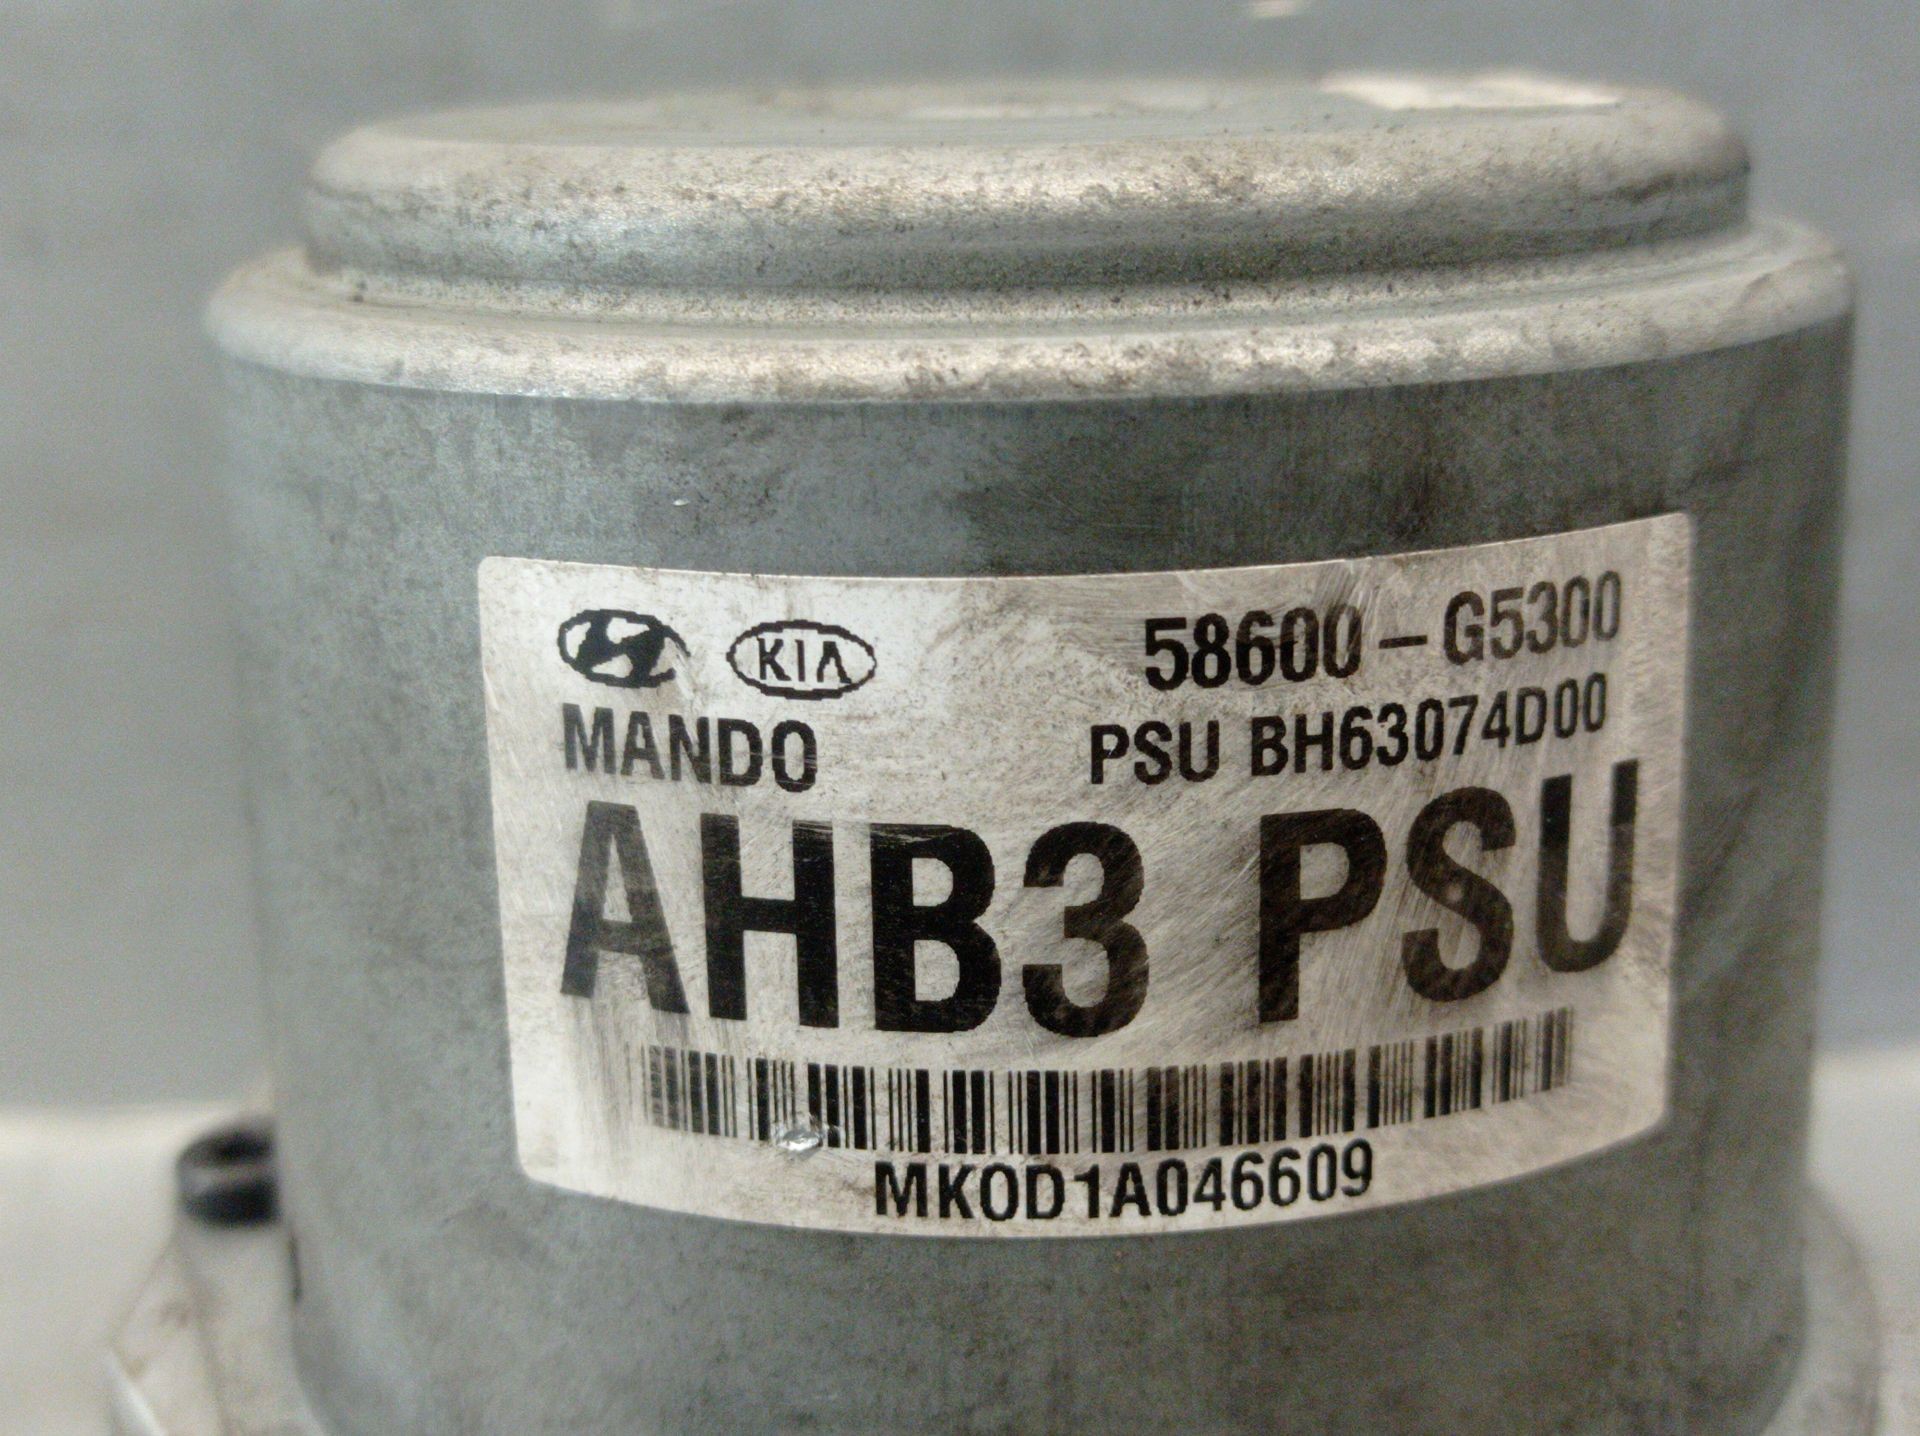 KIA 58600-G5300
MANDO PSU BH63074D00
AHB3 PSU
MK0D1A046609